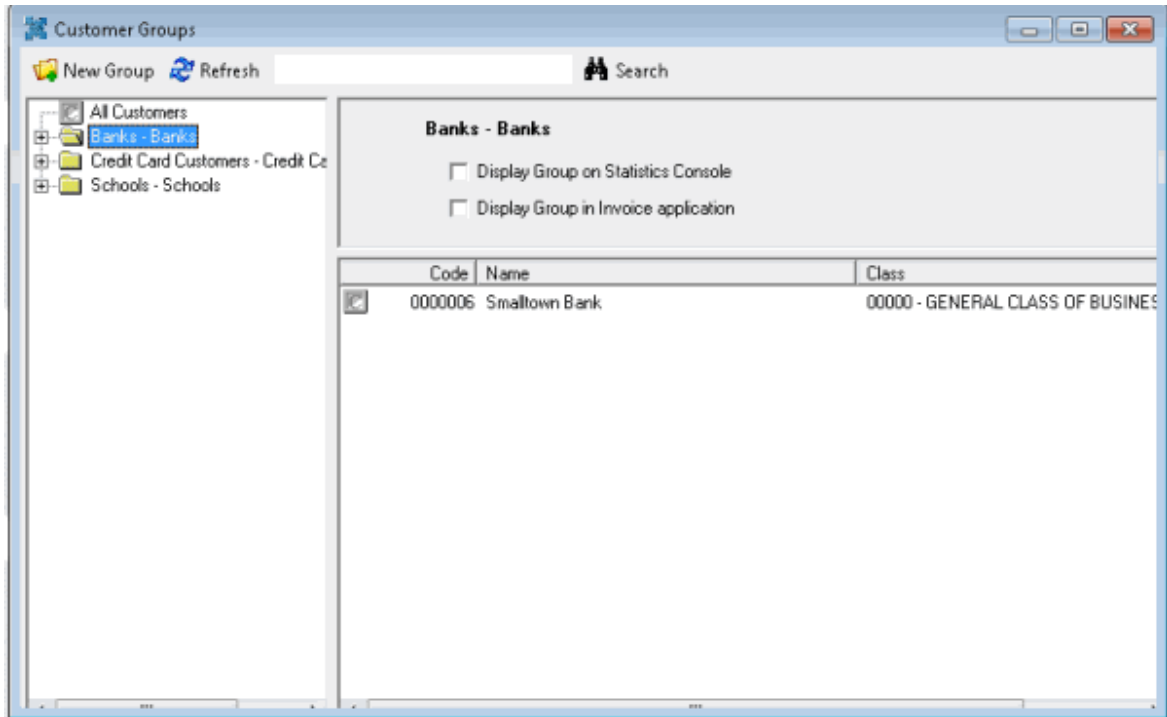 Customer Groups
New Group Refresh Search
All Customers
Banks - Banks
Credit Card Customers - Credit Ca
Schools - Schools
Banks - Banks
Display Group on Statistics Console
Display Group in Invoice application
Code Name Class
0000006 Smalltown Bank 00000 - GENERAL CLASS OF BUSINES